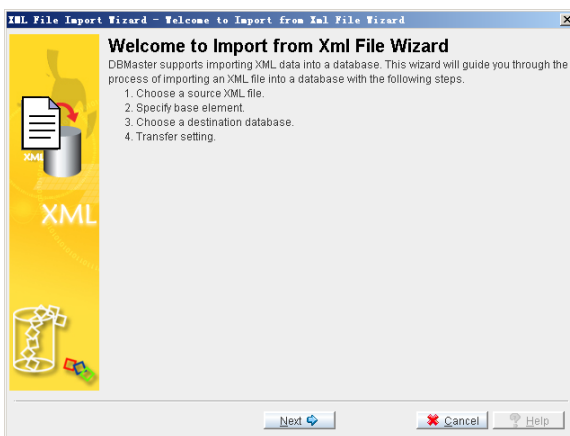 XML File Import Wizard - Welcome to Import from Xml File Wizard
Welcome to Import from Xml File Wizard
DBMaster supports importing XML data into a database. This wizard will guide you through the
process of importing an XML file into a database with the following steps.
1. Choose a source XML file.
2. Specify base element.
3. Choose a destination database.
4. Transfer setting.
XML
XML
Next
Cancel
Help